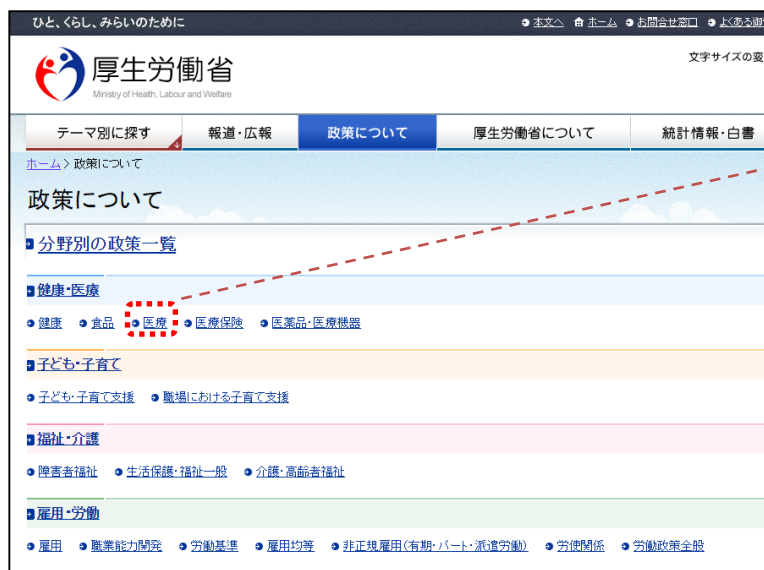 ひと、くらし、みらいのために
本文へ ホーム お問合せ窓口 よくある御
厚生労働省
Ministry of Health, Labour and Welfare
文字サイズの変
テーマ別に探す 報道・広報 政策について 厚生労働省について 統計情報・白書
ホーム > 政策について
政策について
分野別の政策一覧
健康・医療
健康 食品 医療 医療保険 医薬品・医療機器
子ども・子育て
子ども・子育て支援 職場における子育て支援
福祉・介護
障害者福祉 生活保護・福祉一般 介護・高齢者福祉
雇用・労働
雇用 職業能力開発 労働基準 雇用均等 非正規雇用(有期・パート・派遣労働) 労使関係 労働政策全般